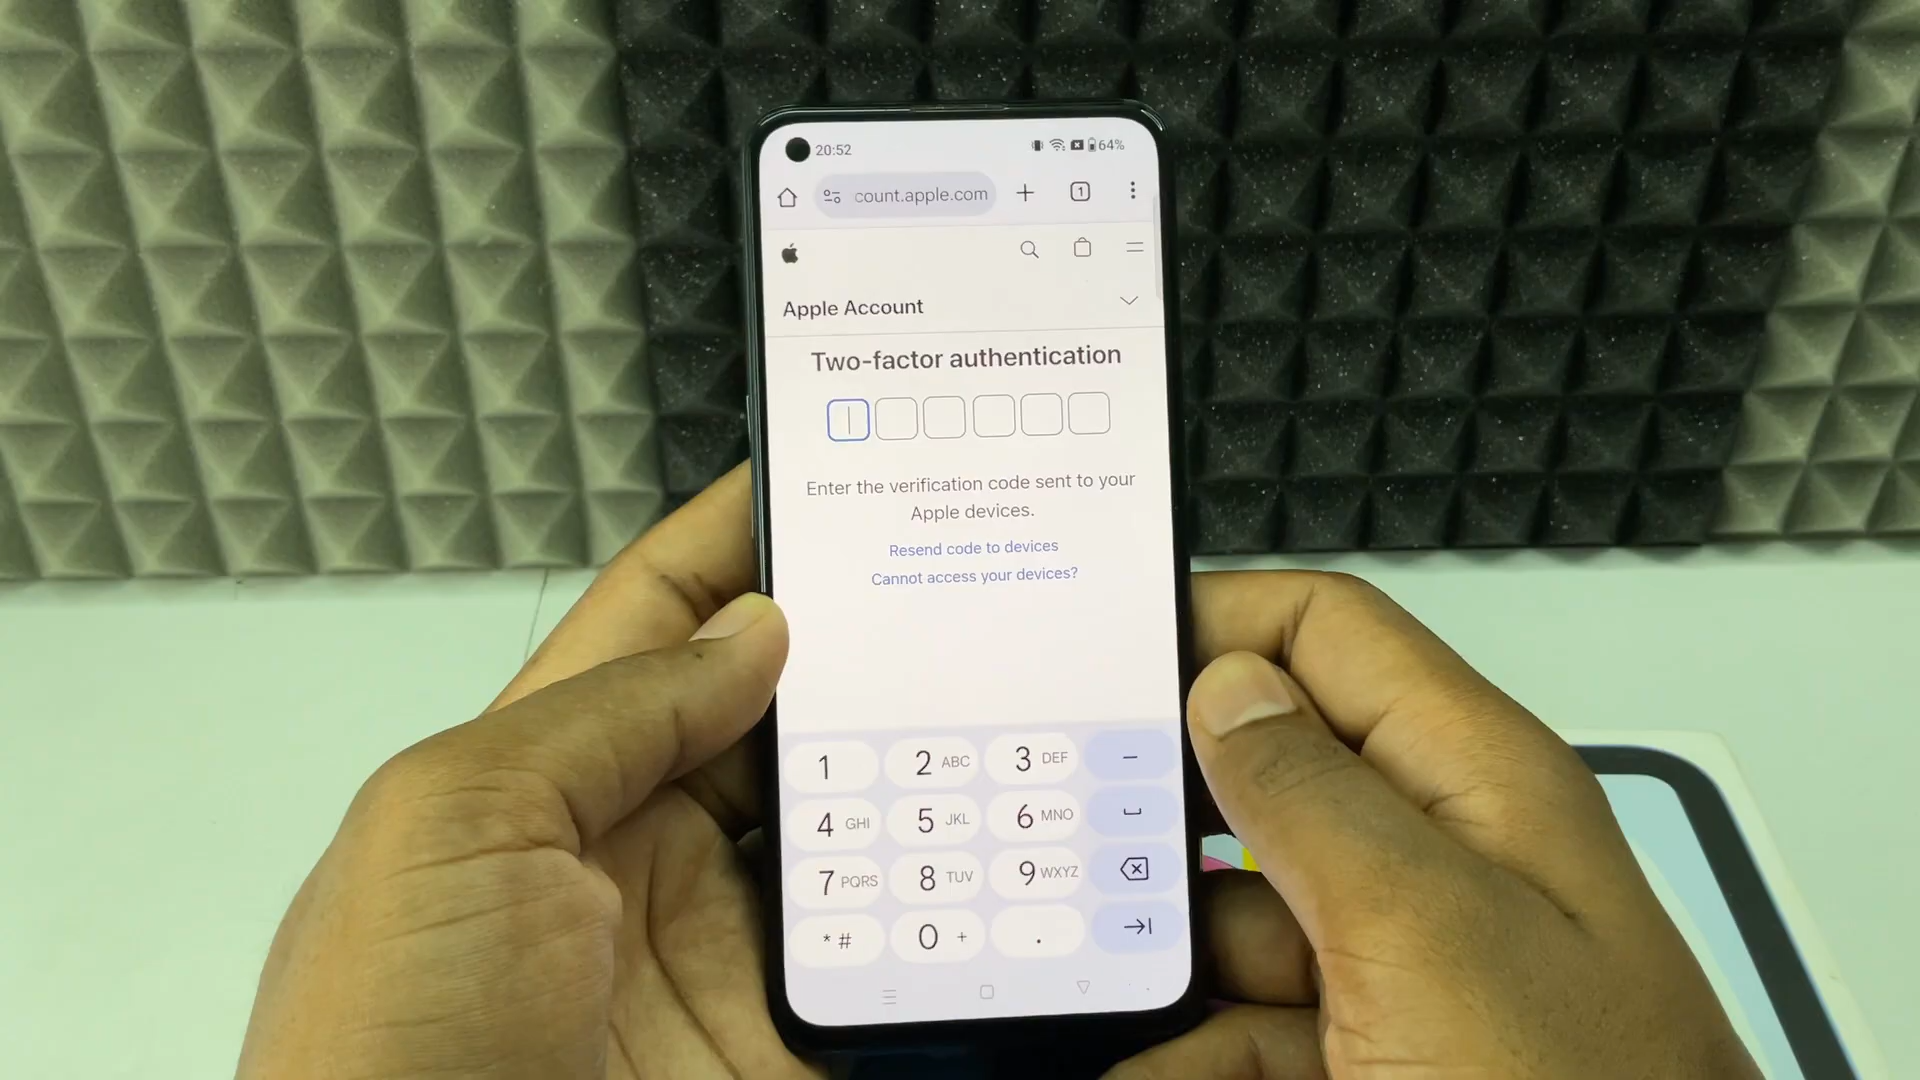 20:52
64%
count.apple.com
1
Apple Account
Two-factor authentication
Enter the verification code sent to your
Apple devices.
Resend code to devices
Cannot access your devices?
1 2 ABC 3 DEF -
4 GHI 5 JKL 6 MNO
7 PQRS 8 TUV 9 WXYZ
* # 0 + .